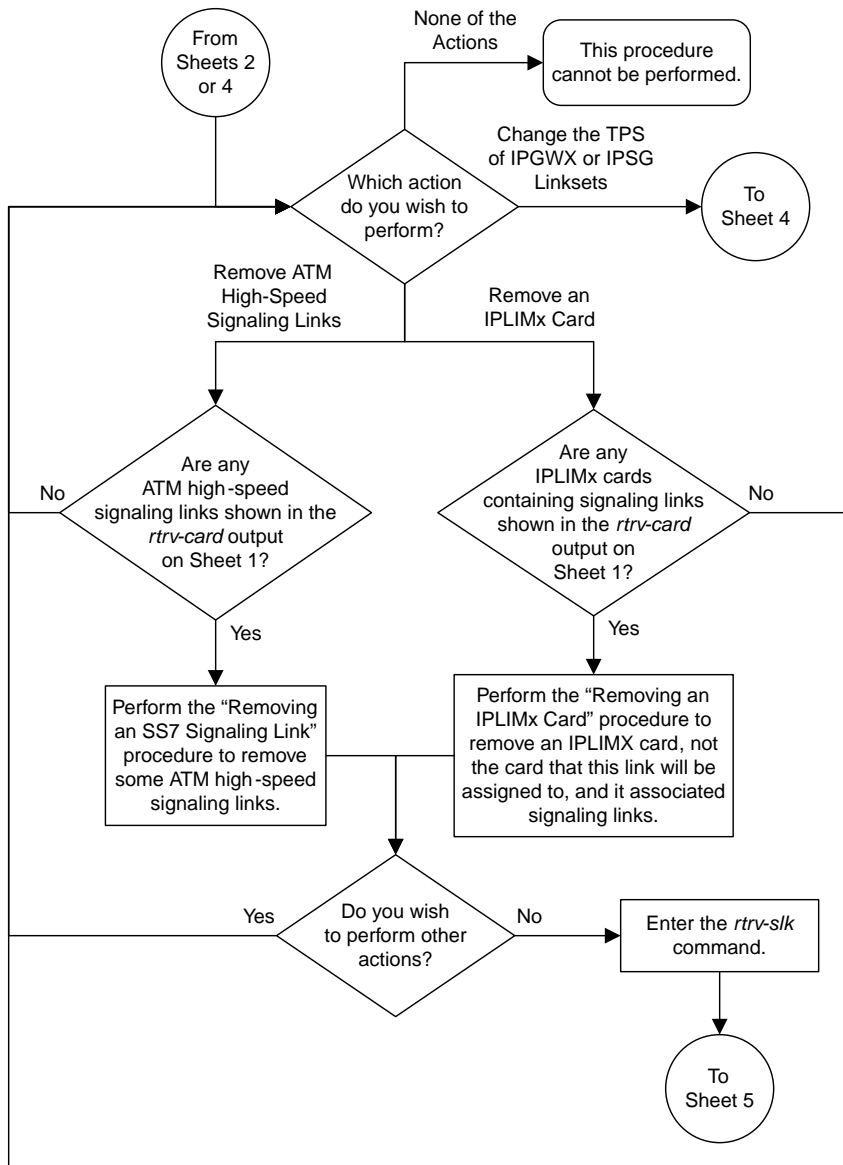 None of the
Actions
From
Sheets 2
or 4
This procedure
cannot be performed.
Change the TPS
of IPGWX or IPSG
Linksets
Which action
do you wish to
perform?
To
Sheet 4
Remove ATM
High-Speed
Signaling Links
Remove an
IPLIMx Card
No
Are any
ATM high-speed
signaling links shown in the
rtrv-card output
on Sheet 1?
Are any
IPLIMx cards
containing signaling links
shown in the rtrv-card
output on
Sheet 1?
No
Yes
Yes
Perform the “Removing
an SS7 Signaling Link”
procedure to remove
some ATM high-speed
signaling links.
Perform the “Removing an
IPLIMx Card” procedure to
remove an IPLIMX card, not
the card that this link will be
assigned to, and it associated
signaling links.
Yes
Do you wish
to perform other
actions?
No
Enter the rtrv-slk
command.
To
Sheet 5